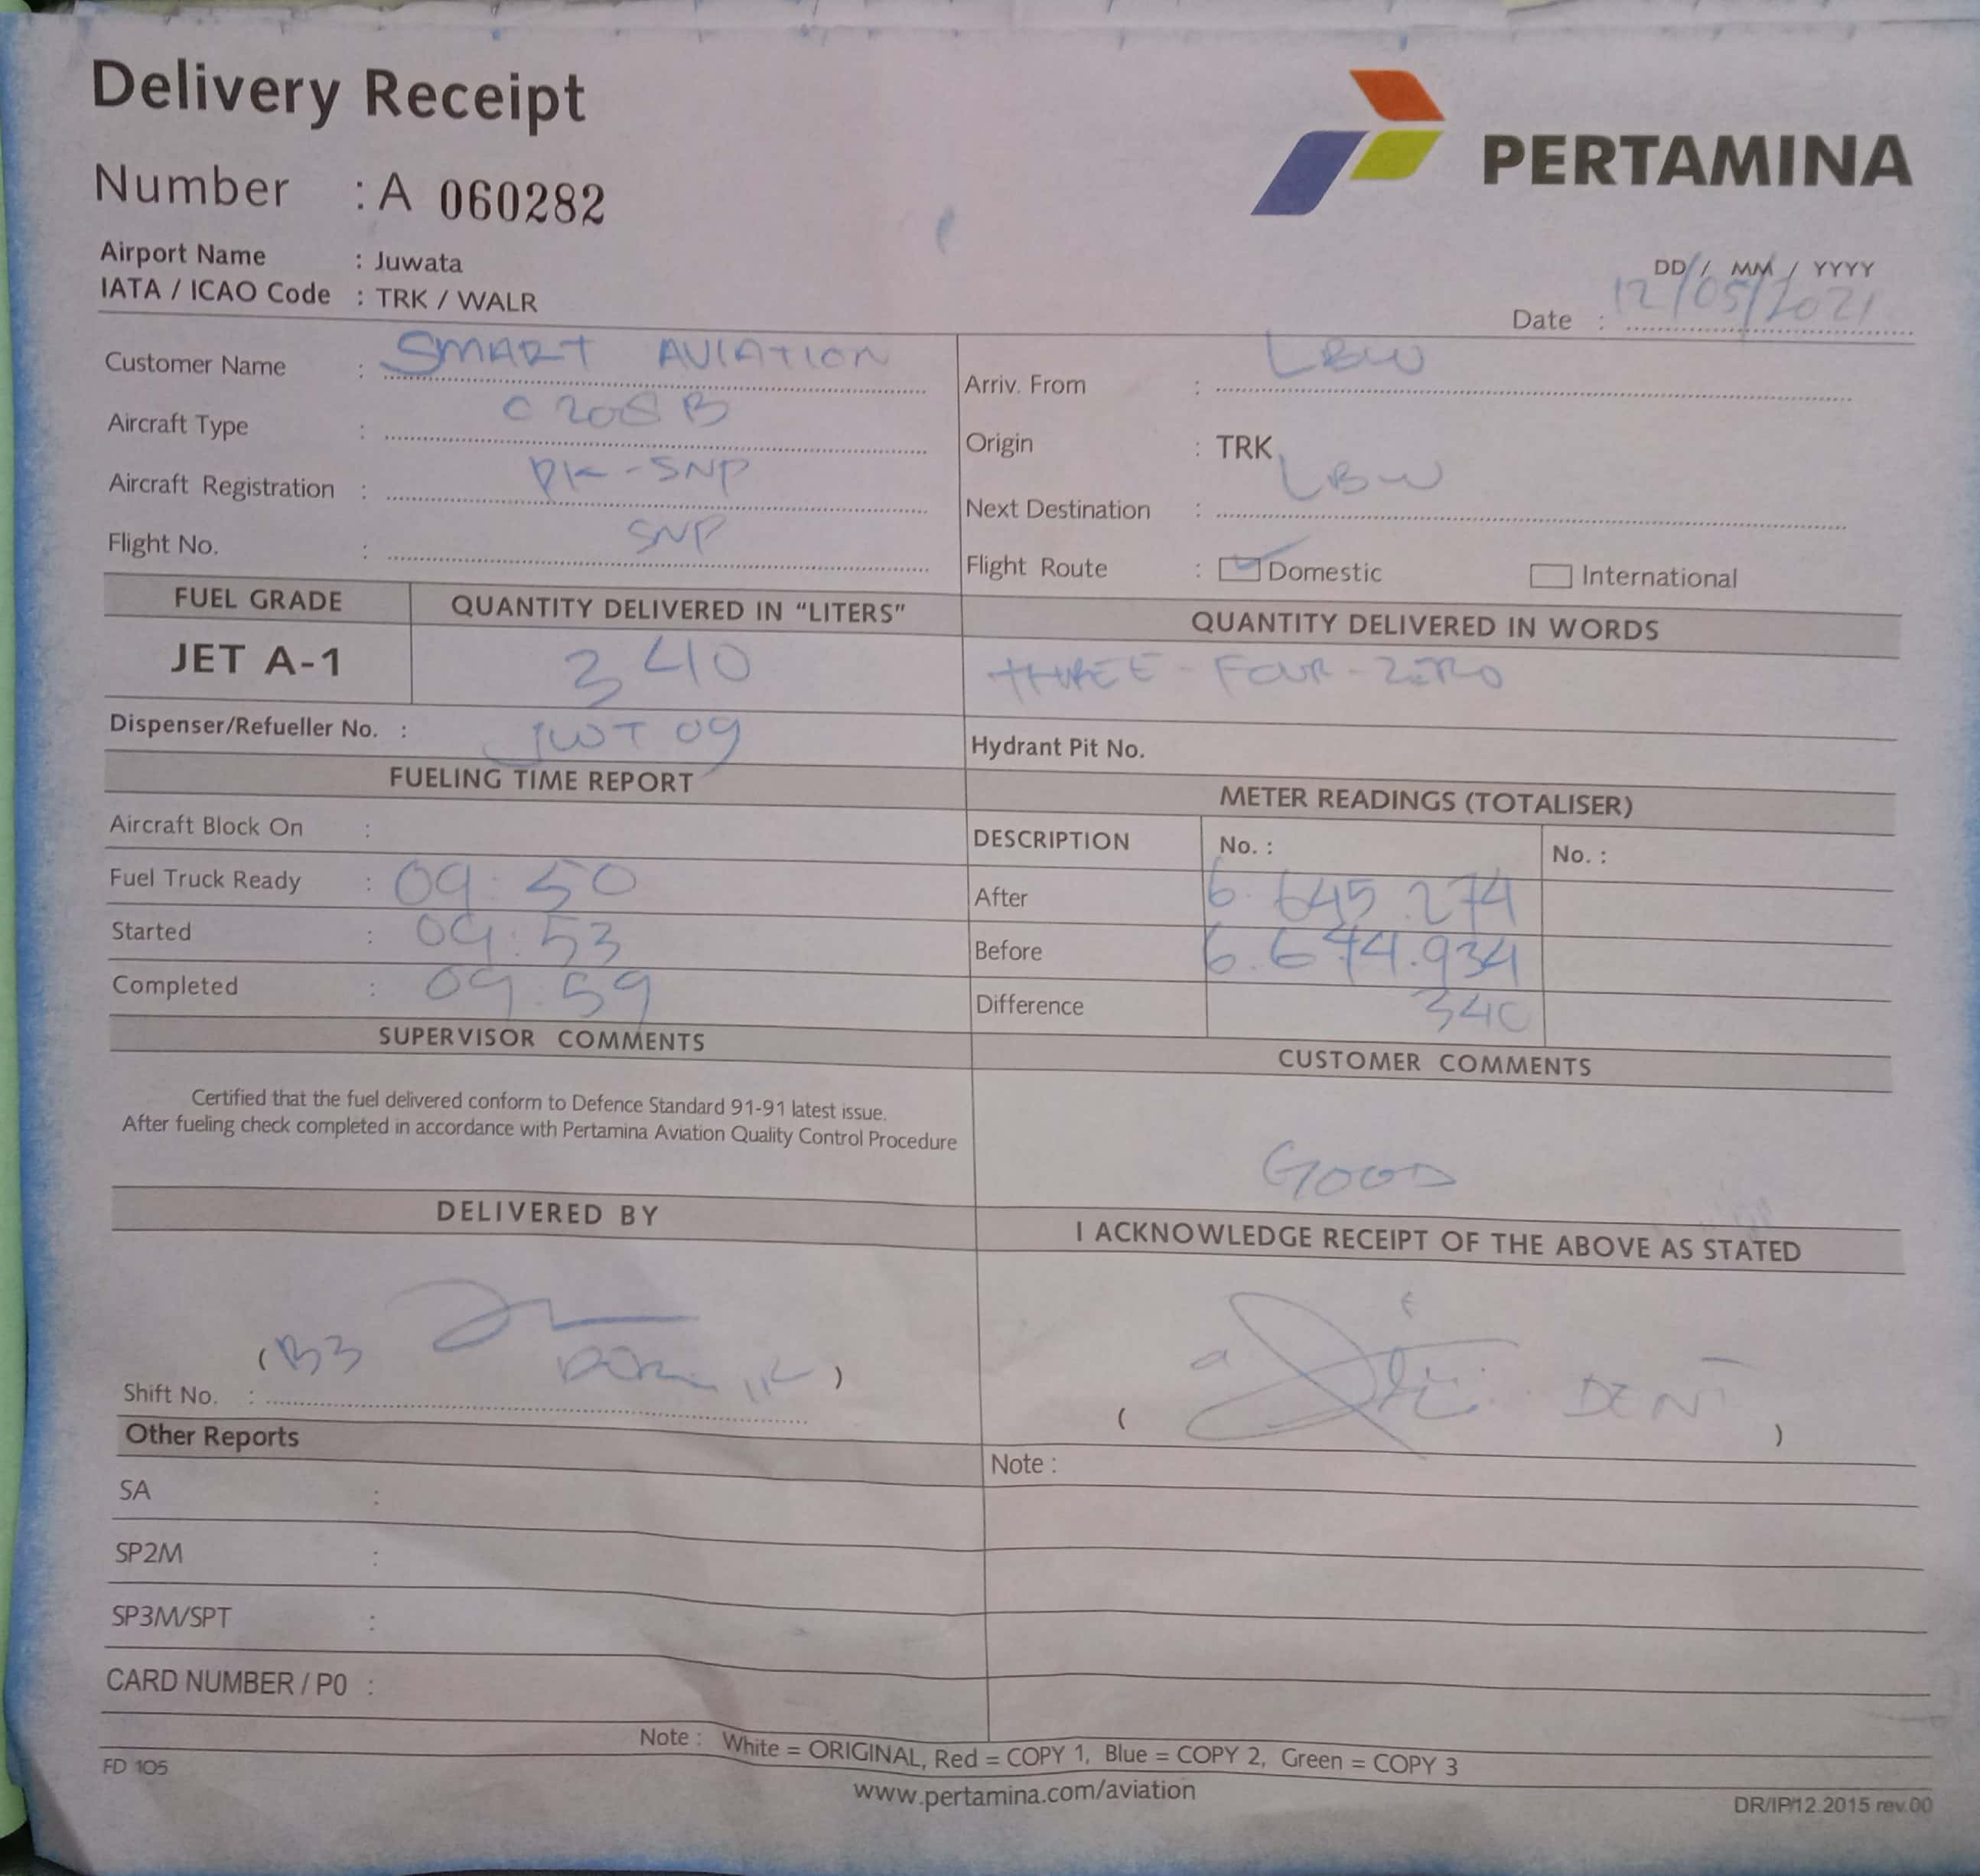 Delivery Receipt
PERTAMINA
Number : A 060282
Airport Name : Juwata
IATA / ICAO Code : TRK / WALR
DD / MM / YYYY
Date : 12/05/2021
Customer Name : SMART AVIATION
Arriv. From : LBW
Aircraft Type : C 208 B
Origin : TRK
Aircraft Registration : PK-SNP
Next Destination : LBW
Flight No. : SNP
Flight Route : Domestic International
FUEL GRADE QUANTITY DELIVERED IN “LITERS” QUANTITY DELIVERED IN WORDS
JET A-1 340 THREE - FOUR - ZERO
Dispenser/Refueller No. : JWT 09
Hydrant Pit No.
FUELING TIME REPORT
METER READINGS (TOTALISER)
Aircraft Block On :
DESCRIPTION No. : No. :
Fuel Truck Ready : 09:50
After 6.645.274
Started : 09:53
Before 6.644.934
Completed : 09.59
Difference 340
SUPERVISOR COMMENTS
CUSTOMER COMMENTS
Certified that the fuel delivered conform to Defence Standard 91-91 latest issue.
After fueling check completed in accordance with Pertamina Aviation Quality Control Procedure
GOOD
DELIVERED BY
I ACKNOWLEDGE RECEIPT OF THE ABOVE AS STATED
( B3 )
Shift No. :
( )
Other Reports
Note :
SA :
SP2M :
SP3M/SPT :
CARD NUMBER / P0 :
Note : White = ORIGINAL, Red = COPY 1, Blue = COPY 2, Green = COPY 3
FD 105
www.pertamina.com/aviation
DR/IP/12.2015 rev.00